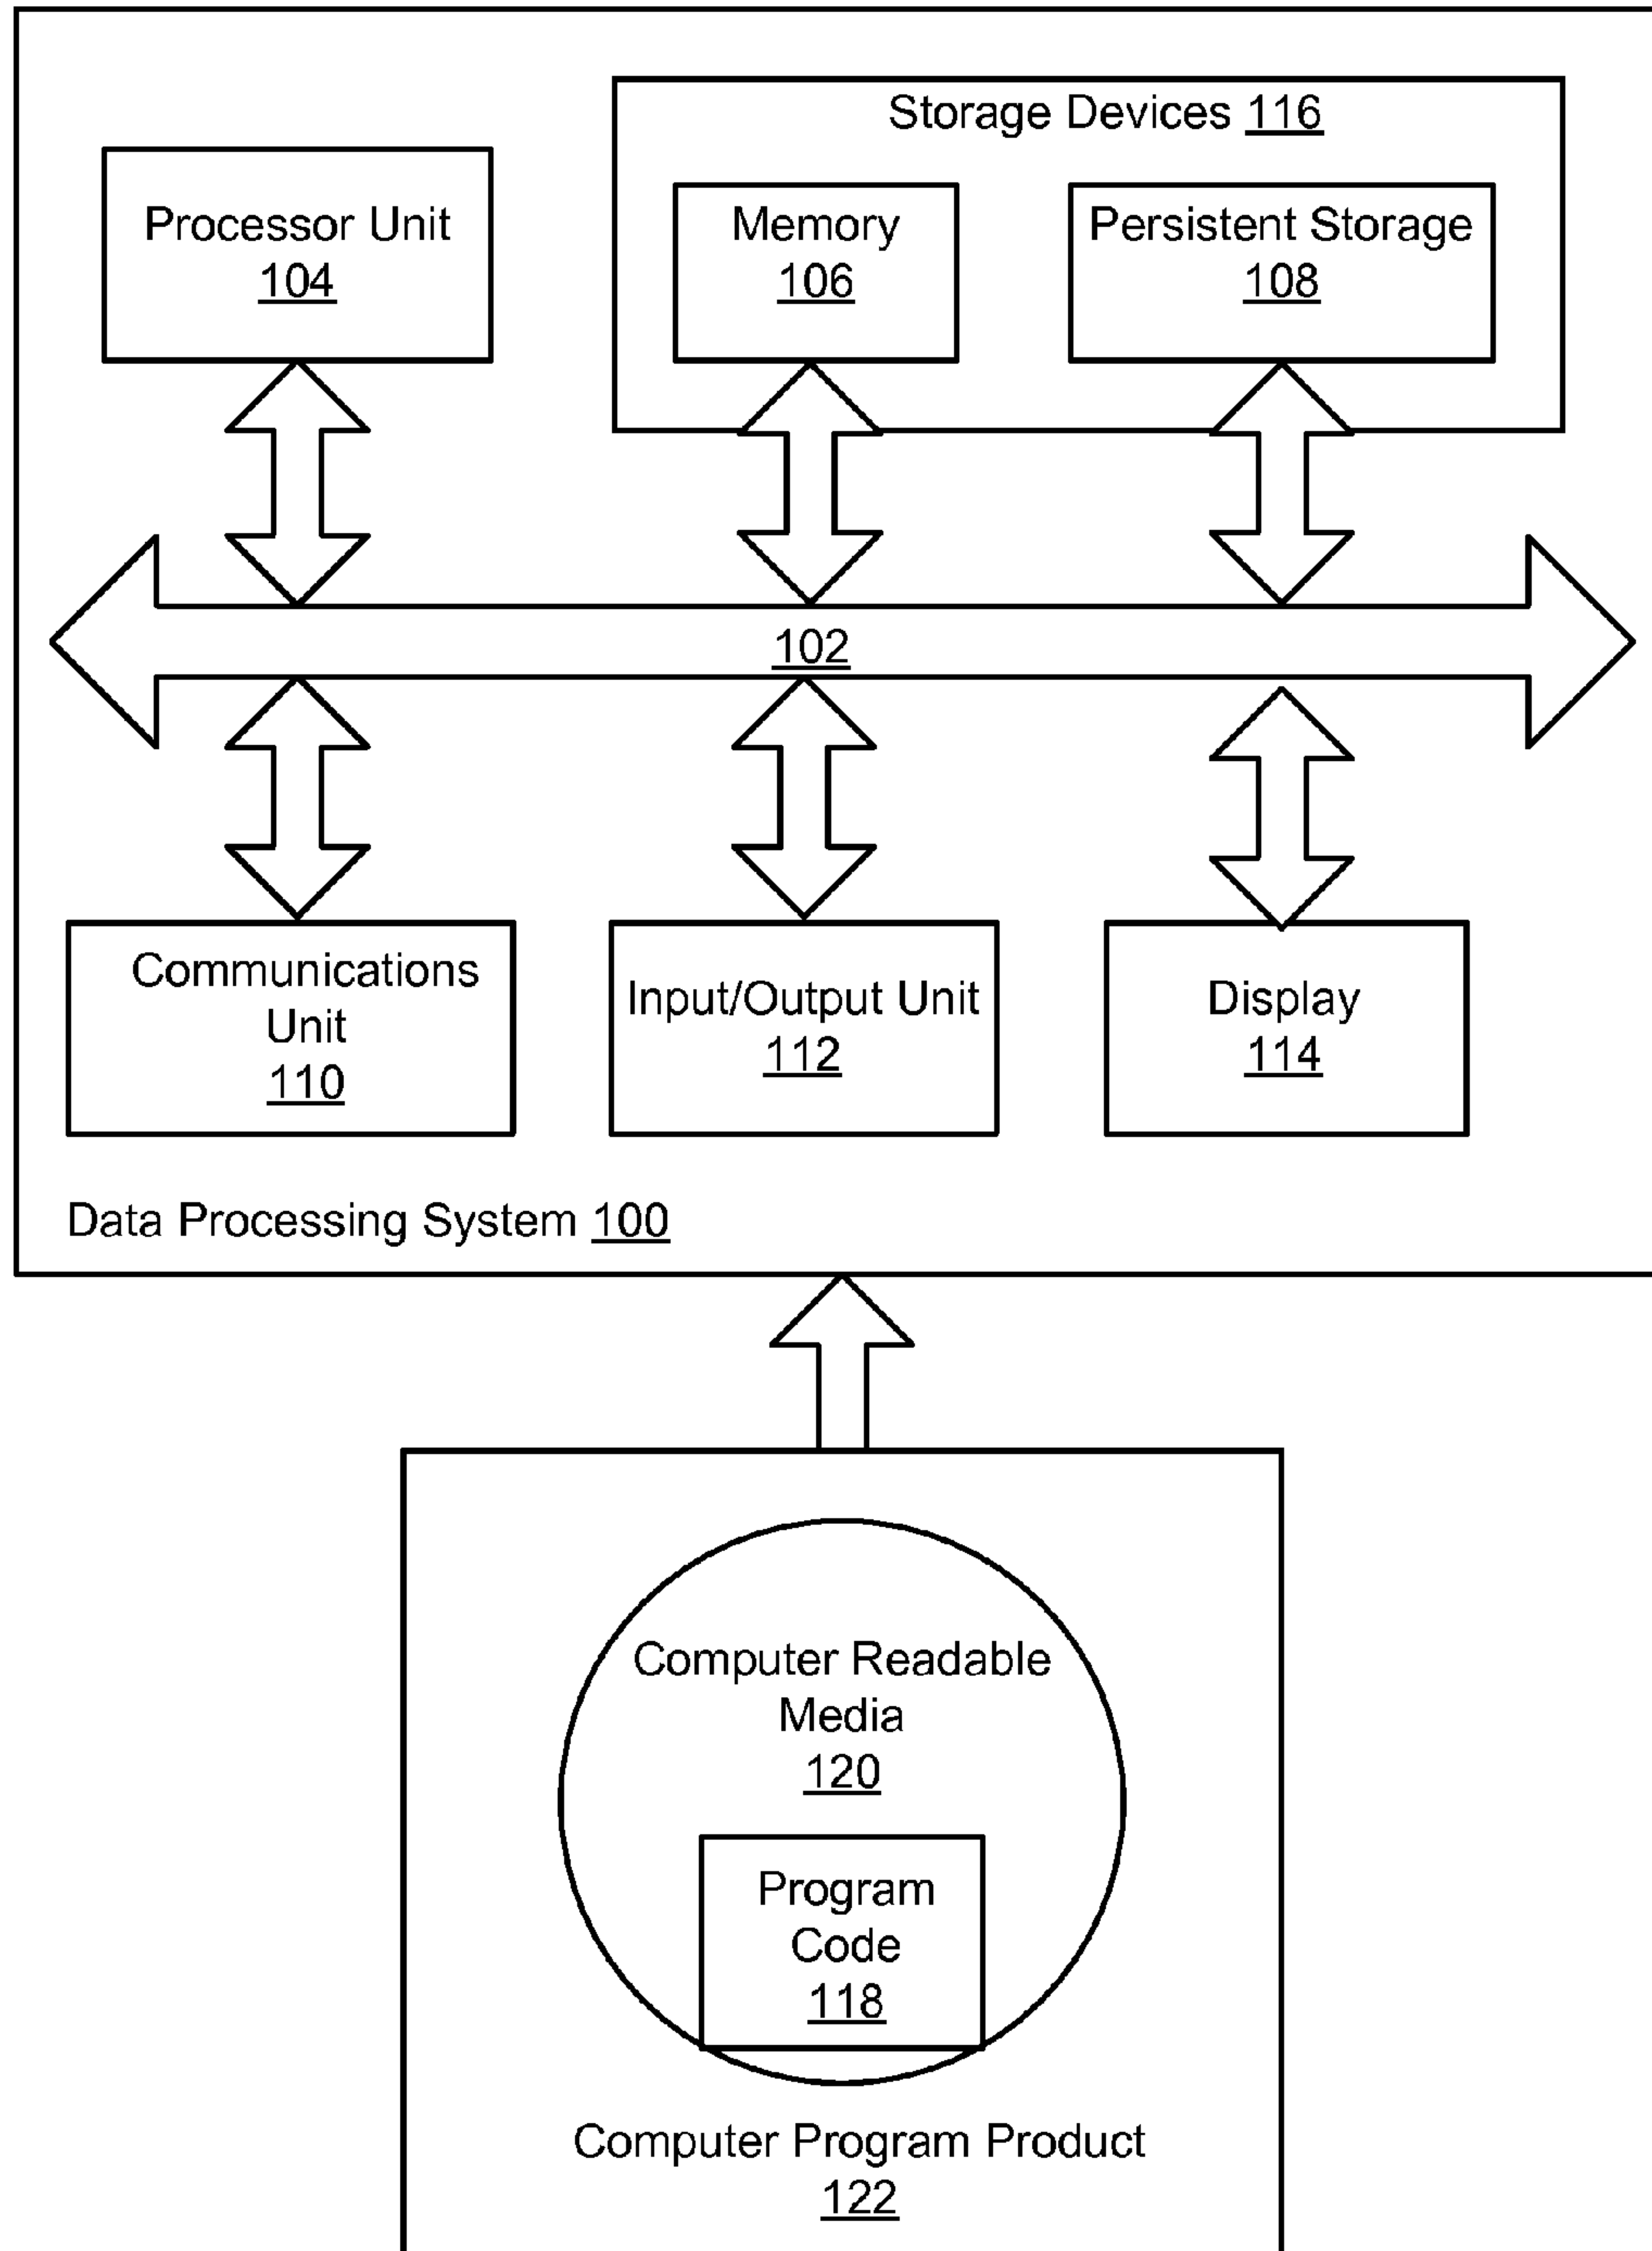 Storage Devices 116
Processor Unit
104
Memory
106
Persistent Storage
108
102
Communications
Unit
110
Input/Output Unit
112
Display
114
Data Processing System 100
Computer Readable
Media
120
Program
Code
118
Computer Program Product
122